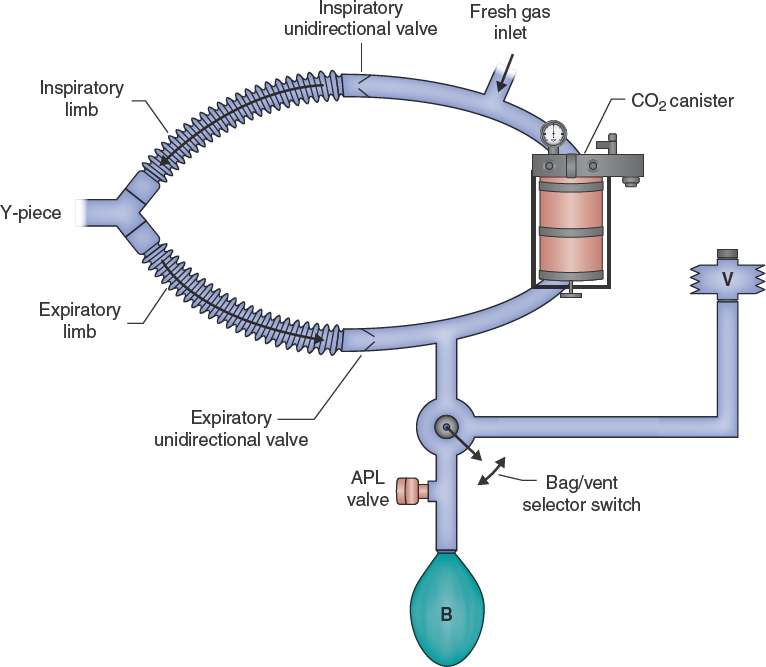 Inspiratory
unidirectional valve
Fresh gas
inlet
Inspiratory
limb
CO₂ canister
Y-piece
V
Expiratory
limb
Expiratory
unidirectional valve
APL
valve
Bag/vent
selector switch
B